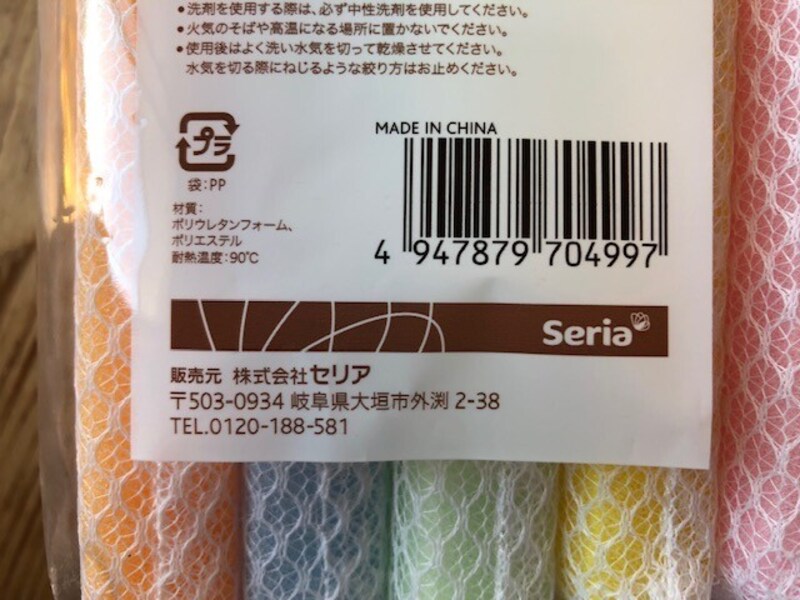 •洗剤を使用する際は、必ず中性洗剤を使用してください。
•火気のそばや高温になる場所に置かないでください。
•使用後はよく洗い水気を切って乾燥させてください。
水気を切る際にねじるような絞り方はお止めください。
プラ
袋:PP
材質:
ポリウレタンフォーム、
ポリエステル
耐熱温度:90℃
MADE IN CHINA
4 947879 704997
Seria
販売元 株式会社セリア
〒503-0934 岐阜県大垣市外渕 2-38
TEL.0120-188-581